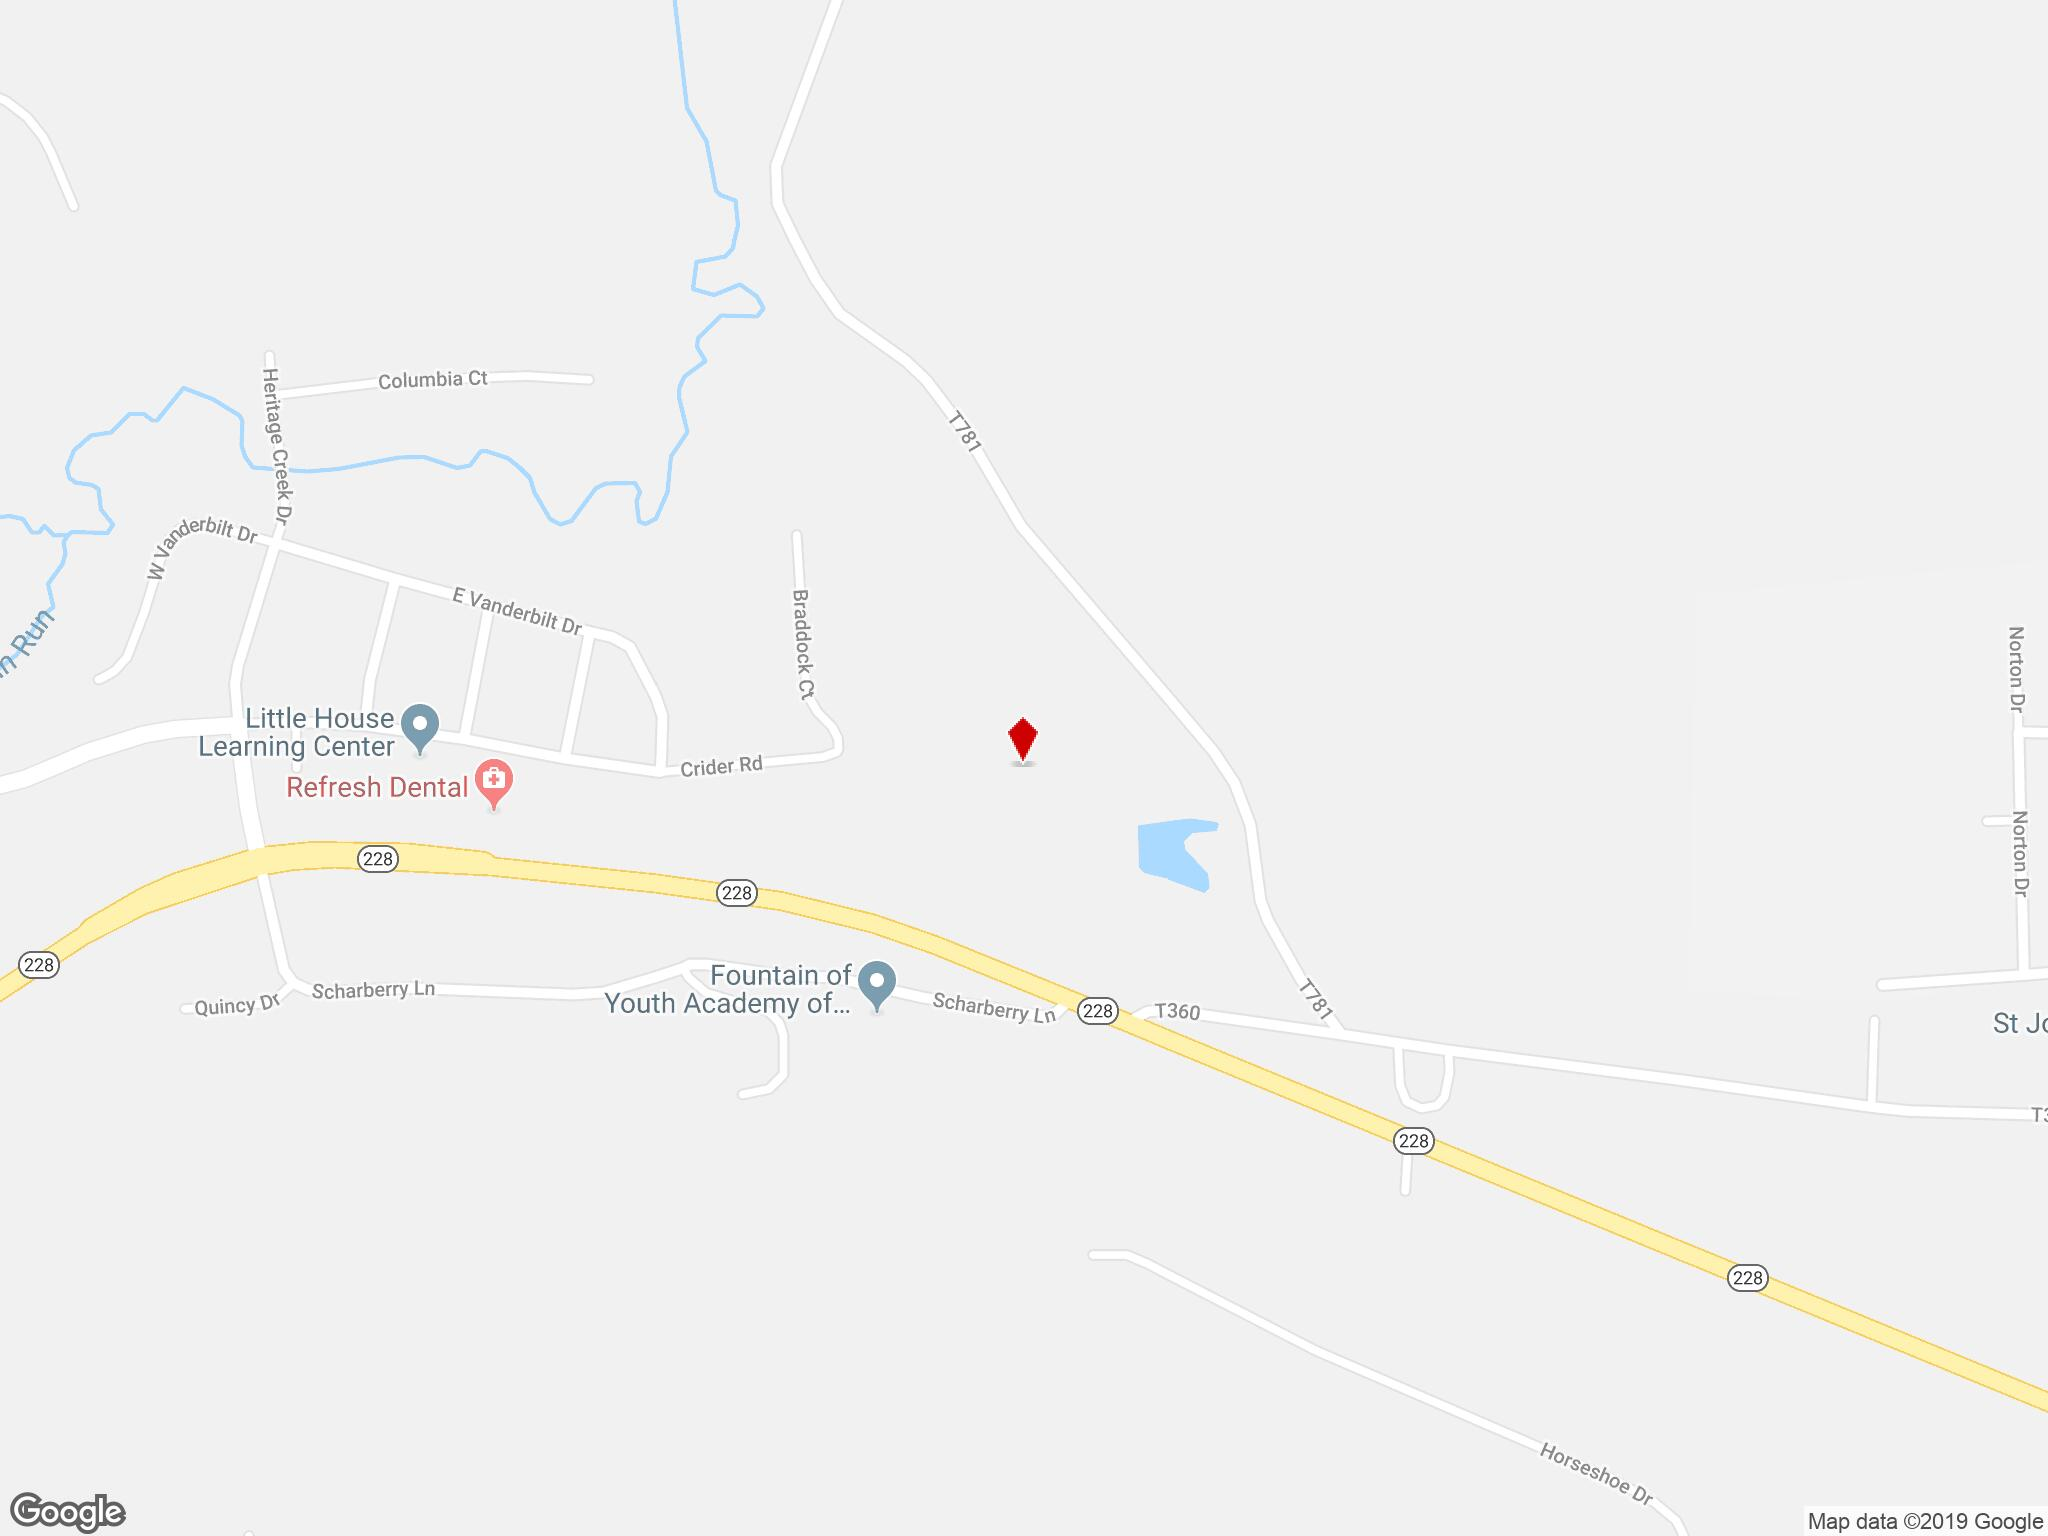 Columbia Ct
Heritage Creek Dr
T781
W Vanderbilt Dr
E Vanderbilt Dr
Braddock Ct
Run
Norton Dr
Little House
Learning Center
Crider Rd
Refresh Dental
Norton Dr
228
228
228
Quincy Dr
Scharberry Ln
Fountain of
Youth Academy of...
Scharberry Ln
228
T360
T781
St Jo
T3
228
228
Horseshoe Dr
Google
Map data ©2019 Google